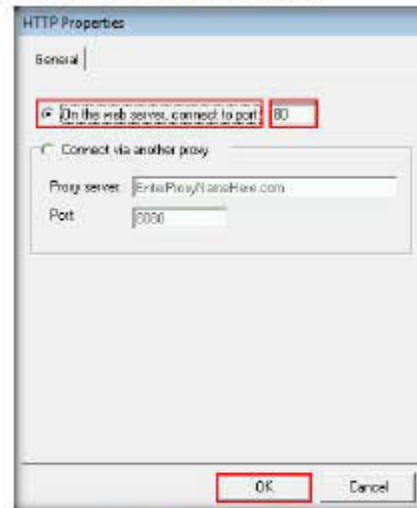 HTTP Properties
General
On the web server, connect to port: 80
Connect via another proxy
Proxy server: EnterProxyNameHere.com
Port: 8080
OK Cancel